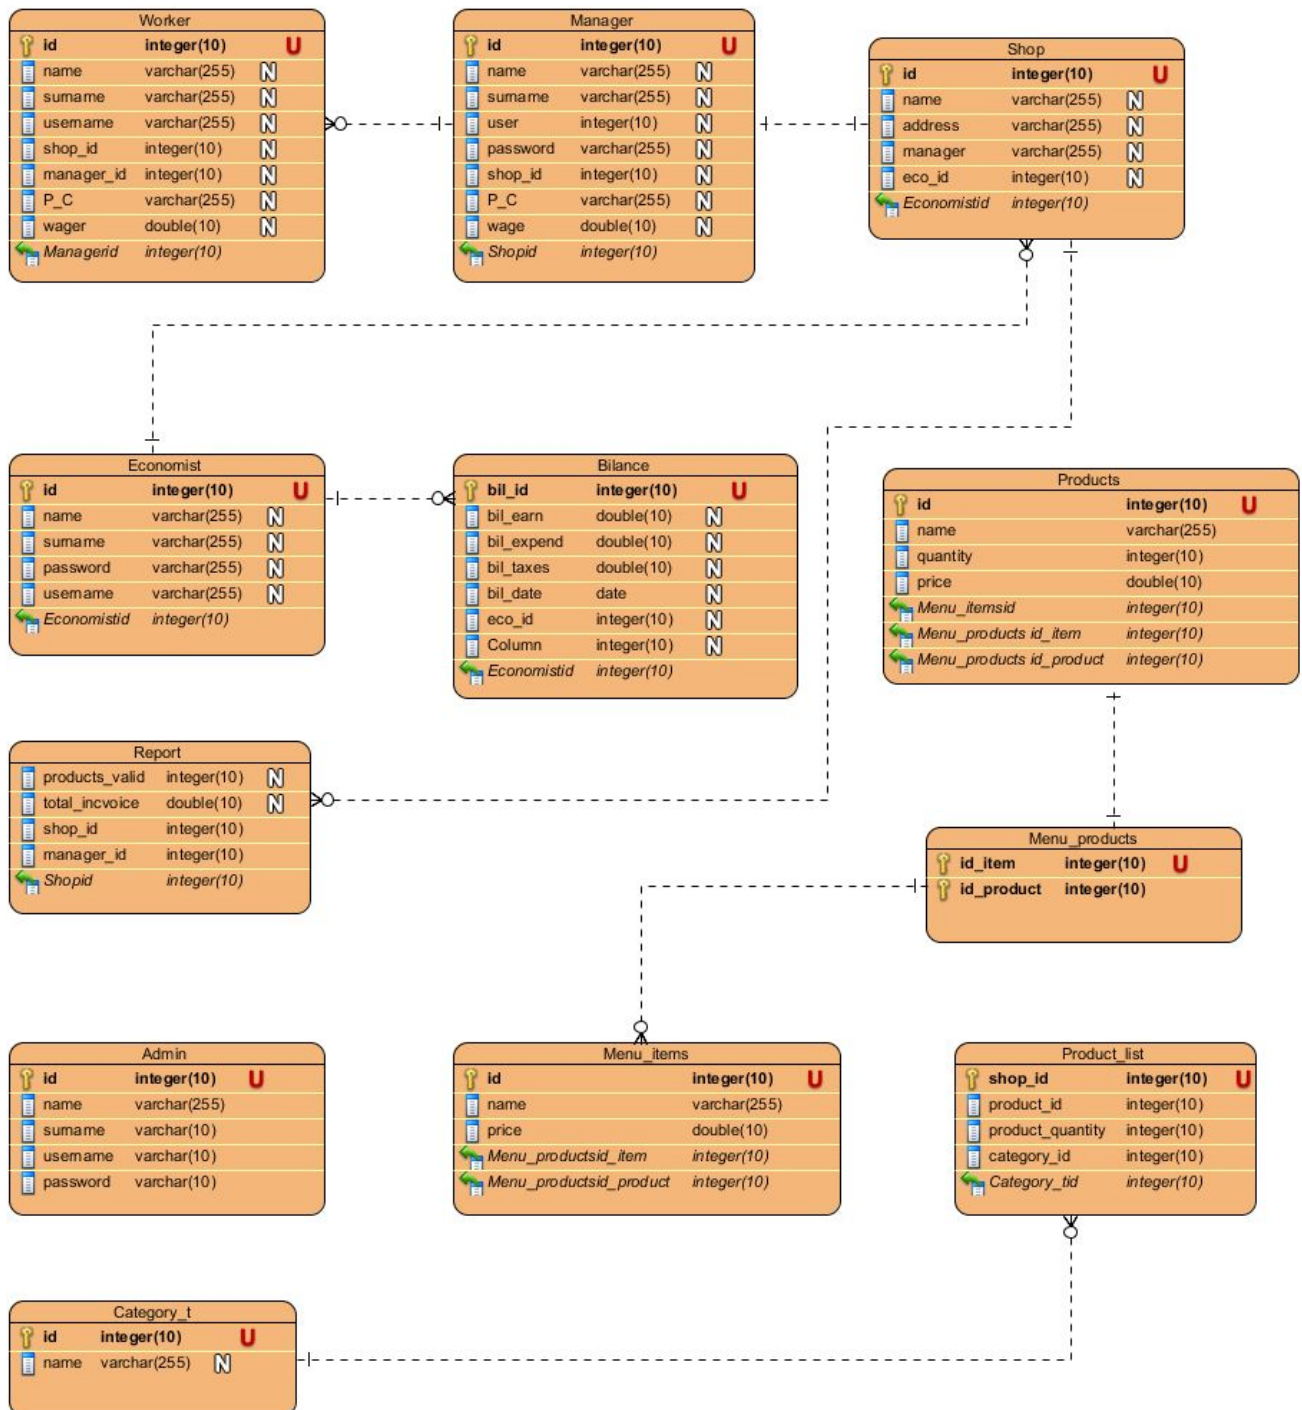 Worker
id integer(10) U
name varchar(255) N
surname varchar(255) N
username varchar(255) N
shop_id integer(10) N
manager_id integer(10) N
P_C varchar(255) N
wager double(10) N
Managerid integer(10)
Manager
id integer(10) U
name varchar(255) N
surname varchar(255) N
user integer(10) N
password varchar(255) N
shop_id integer(10) N
P_C varchar(255) N
wage double(10) N
Shopid integer(10)
Shop
id integer(10) U
name varchar(255) N
address varchar(255) N
manager varchar(255) N
eco_id integer(10) N
Economistid integer(10)
Economist
id integer(10) U
name varchar(255) N
surname varchar(255) N
password varchar(255) N
username varchar(255) N
Economistid integer(10)
Bilance
bil_id integer(10) U
bil_earn double(10) N
bil_expend double(10) N
bil_taxes double(10) N
bil_date date N
eco_id integer(10) N
Column integer(10) N
Economistid integer(10)
Products
id integer(10) U
name varchar(255)
quantity integer(10)
price double(10)
Menu_itemsid integer(10)
Menu_products id_item integer(10)
Menu_products id_product integer(10)
Report
products_valid integer(10) N
total_incvoice double(10) N
shop_id integer(10)
manager_id integer(10)
Shopid integer(10)
Menu_products
id_item integer(10) U
id_product integer(10)
Admin
id integer(10) U
name varchar(255)
surname varchar(10)
username varchar(10)
password varchar(10)
Menu_items
id integer(10) U
name varchar(255)
price double(10)
Menu_productsid_item integer(10)
Menu_productsid_product integer(10)
Product_list
shop_id integer(10) U
product_id integer(10)
product_quantity integer(10)
category_id integer(10)
Category_tid integer(10)
Category_t
id integer(10) U
name varchar(255) N